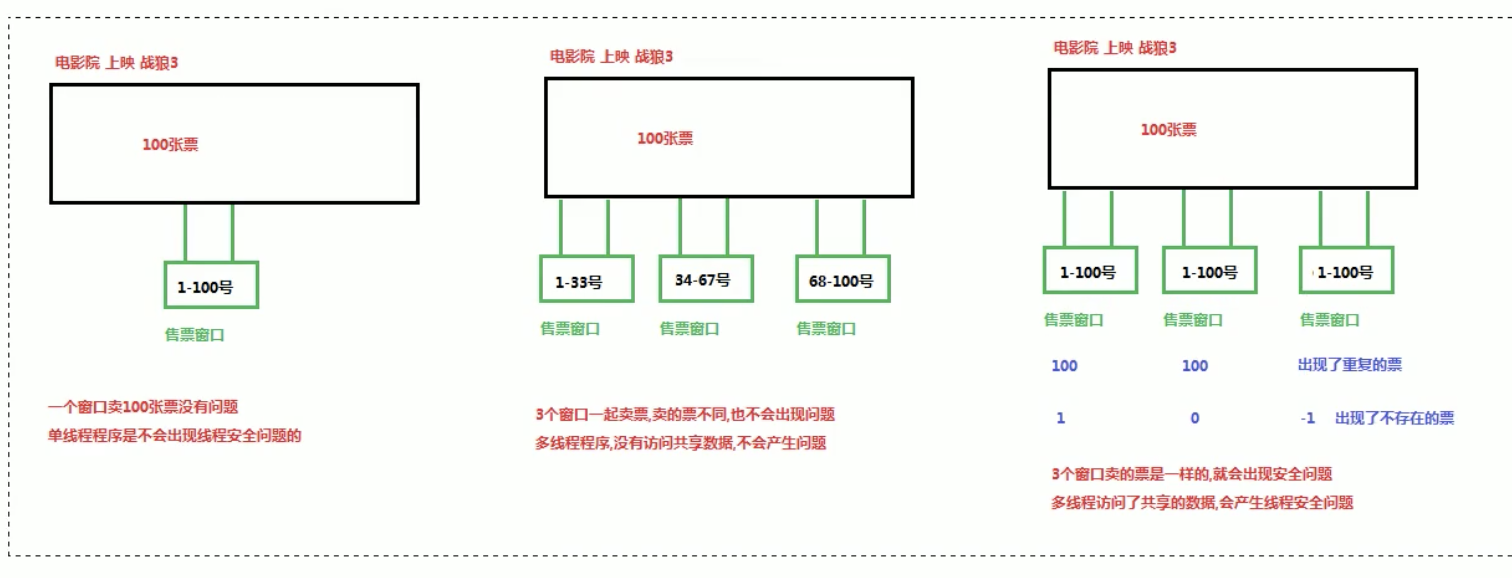 电影院 上映 战狼3
100张票
1-100号
售票窗口
一个窗口卖100张票没有问题
单线程程序是不会出现线程安全问题的
电影院 上映 战狼3
100张票
1-33号
34-67号
68-100号
售票窗口
售票窗口
售票窗口
3个窗口一起卖票,卖的票不同,也不会出现问题
多线程程序,没有访问共享数据,不会产生问题
电影院 上映 战狼3
100张票
1-100号
1-100号
1-100号
售票窗口
售票窗口
售票窗口
100 100 出现了重复的票
1 0 -1 出现了不存在的票
3个窗口卖的票是一样的,就会出现安全问题
多线程访问了共享的数据,会产生线程安全问题